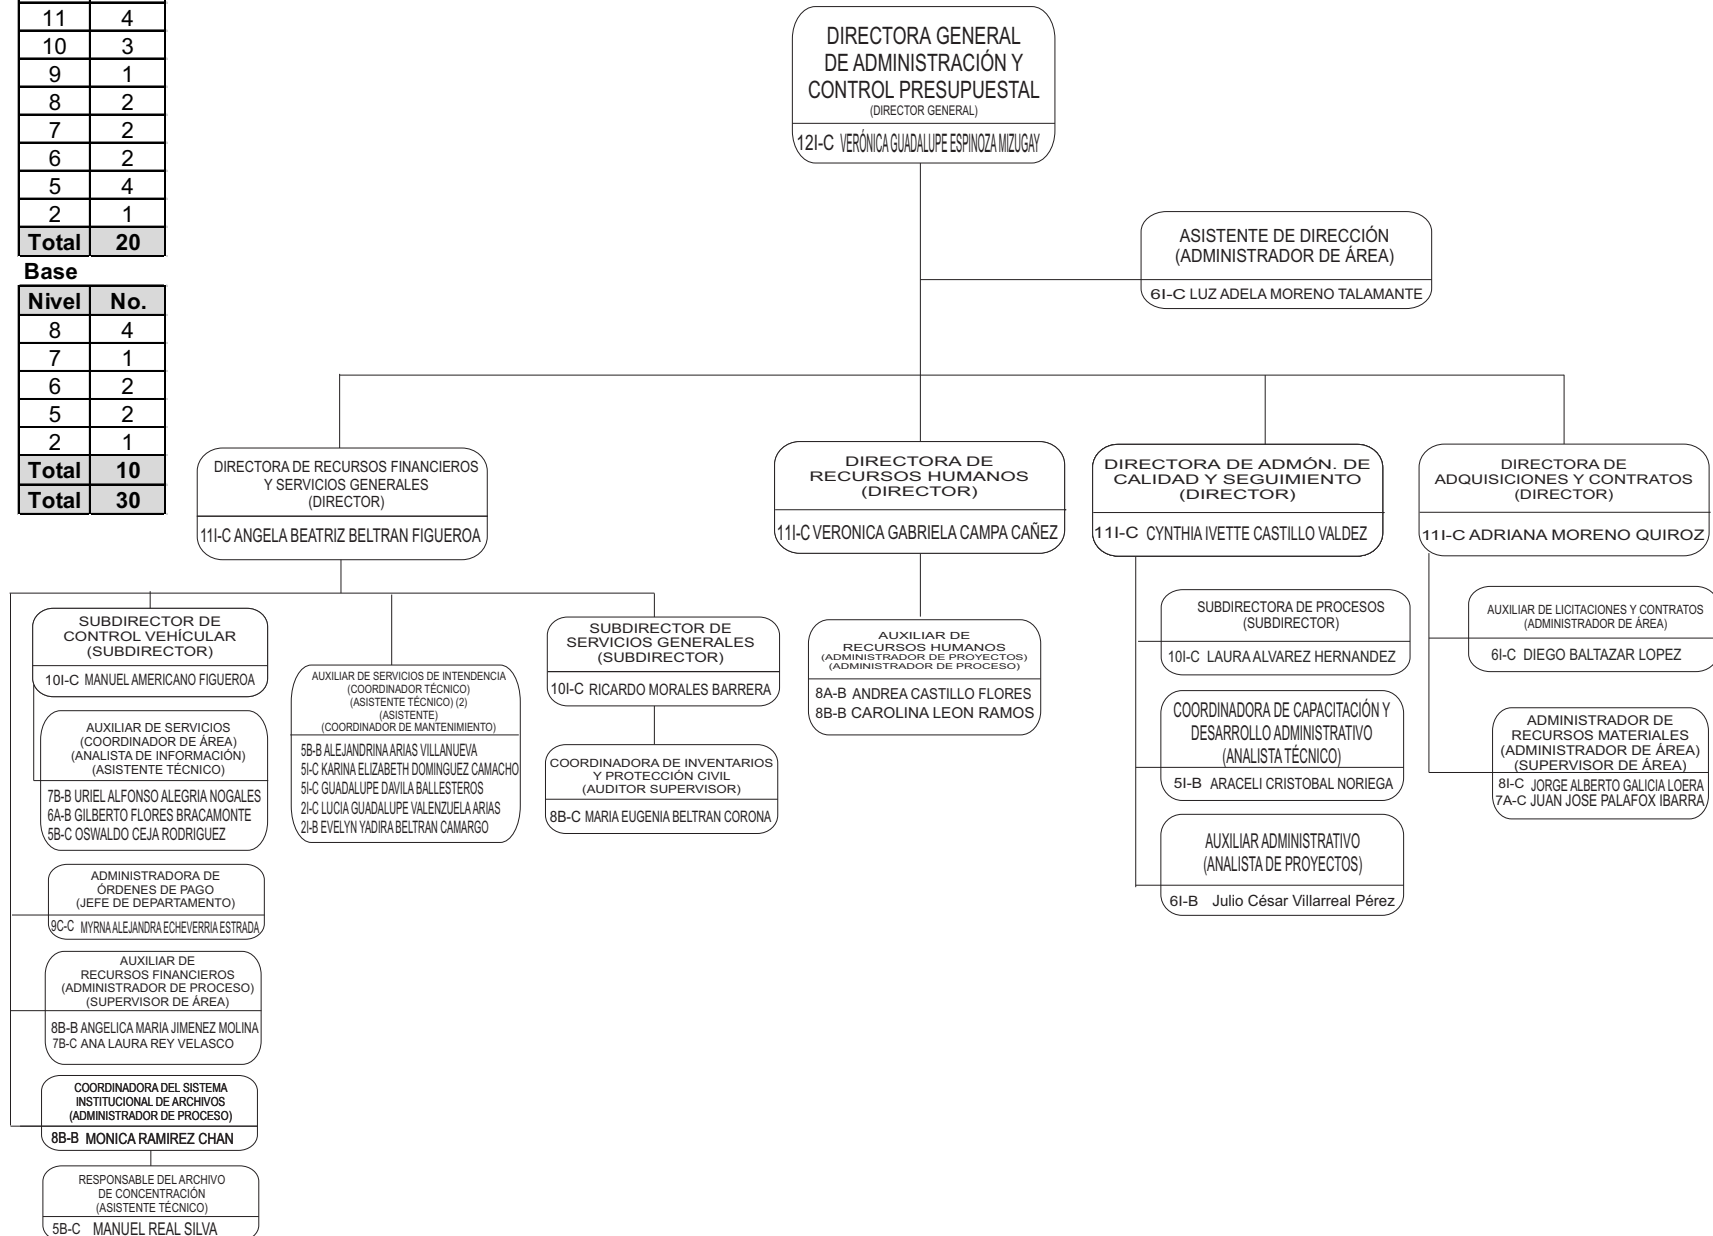 11 4
10 3
9 1
8 2
7 2
6 2
5 4
2 1
Total 20
Base
Nivel No.
8 4
7 1
6 2
5 2
2 1
Total 10
Total 30
DIRECTORA GENERAL
DE ADMINISTRACIÓN Y
CONTROL PRESUPUESTAL
(DIRECTOR GENERAL)
12I-C VERÓNICA GUADALUPE ESPINOZA MIZUGAY
ASISTENTE DE DIRECCIÓN
(ADMINISTRADOR DE ÁREA)
6I-C LUZ ADELA MORENO TALAMANTE
DIRECTORA DE RECURSOS FINANCIEROS
Y SERVICIOS GENERALES
(DIRECTOR)
11I-C ANGELA BEATRIZ BELTRAN FIGUEROA
DIRECTORA DE
RECURSOS HUMANOS
(DIRECTOR)
11I-C VERONICA GABRIELA CAMPA CAÑEZ
DIRECTORA DE ADMÓN. DE
CALIDAD Y SEGUIMIENTO
(DIRECTOR)
11I-C CYNTHIA IVETTE CASTILLO VALDEZ
DIRECTORA DE
ADQUISICIONES Y CONTRATOS
(DIRECTOR)
11I-C ADRIANA MORENO QUIROZ
SUBDIRECTOR DE
CONTROL VEHÍCULAR
(SUBDIRECTOR)
10I-C MANUEL AMERICANO FIGUEROA
AUXILIAR DE SERVICIOS
(COORDINADOR DE ÁREA)
(ANALISTA DE INFORMACIÓN)
(ASISTENTE TÉCNICO)
7B-B URIEL ALFONSO ALEGRIA NOGALES
6A-B GILBERTO FLORES BRACAMONTE
5B-C OSWALDO CEJA RODRIGUEZ
ADMINISTRADORA DE
ÓRDENES DE PAGO
(JEFE DE DEPARTAMENTO)
9C-C MYRNA ALEJANDRA ECHEVERRIA ESTRADA
AUXILIAR DE
RECURSOS FINANCIEROS
(ADMINISTRADOR DE PROCESO)
(SUPERVISOR DE ÁREA)
8B-B ANGELICA MARIA JIMENEZ MOLINA
7B-C ANA LAURA REY VELASCO
COORDINADORA DEL SISTEMA
INSTITUCIONAL DE ARCHIVOS
(ADMINISTRADOR DE PROCESO)
8B-B MONICA RAMIREZ CHAN
RESPONSABLE DEL ARCHIVO
DE CONCENTRACIÓN
(ASISTENTE TÉCNICO)
5B-C MANUEL REAL SILVA
AUXILIAR DE SERVICIOS DE INTENDENCIA
(COORDINADOR TÉCNICO)
(ASISTENTE TÉCNICO) (2)
(ASISTENTE)
(COORDINADOR DE MANTENIMIENTO)
5B-B ALEJANDRINA ARIAS VILLANUEVA
5I-C KARINA ELIZABETH DOMINGUEZ CAMACHO
5I-C GUADALUPE DAVILA BALLESTEROS
2I-C LUCIA GUADALUPE VALENZUELA ARIAS
2I-B EVELYN YADIRA BELTRAN CAMARGO
SUBDIRECTOR DE
SERVICIOS GENERALES
(SUBDIRECTOR)
10I-C RICARDO MORALES BARRERA
COORDINADORA DE INVENTARIOS
Y PROTECCIÓN CIVIL
(AUDITOR SUPERVISOR)
8B-C MARIA EUGENIA BELTRAN CORONA
AUXILIAR DE
RECURSOS HUMANOS
(ADMINISTRADOR DE PROYECTOS)
(ADMINISTRADOR DE PROCESO)
8A-B ANDREA CASTILLO FLORES
8B-B CAROLINA LEON RAMOS
SUBDIRECTORA DE PROCESOS
(SUBDIRECTOR)
10I-C LAURA ALVAREZ HERNANDEZ
COORDINADORA DE CAPACITACIÓN Y
DESARROLLO ADMINISTRATIVO
(ANALISTA TÉCNICO)
5I-B ARACELI CRISTOBAL NORIEGA
AUXILIAR ADMINISTRATIVO
(ANALISTA DE PROYECTOS)
6I-B Julio César Villarreal Pérez
AUXILIAR DE LICITACIONES Y CONTRATOS
(ADMINISTRADOR DE ÁREA)
6I-C DIEGO BALTAZAR LOPEZ
ADMINISTRADOR DE
RECURSOS MATERIALES
(ADMINISTRADOR DE ÁREA)
(SUPERVISOR DE ÁREA)
8I-C JORGE ALBERTO GALICIA LOERA
7A-C JUAN JOSE PALAFOX IBARRA